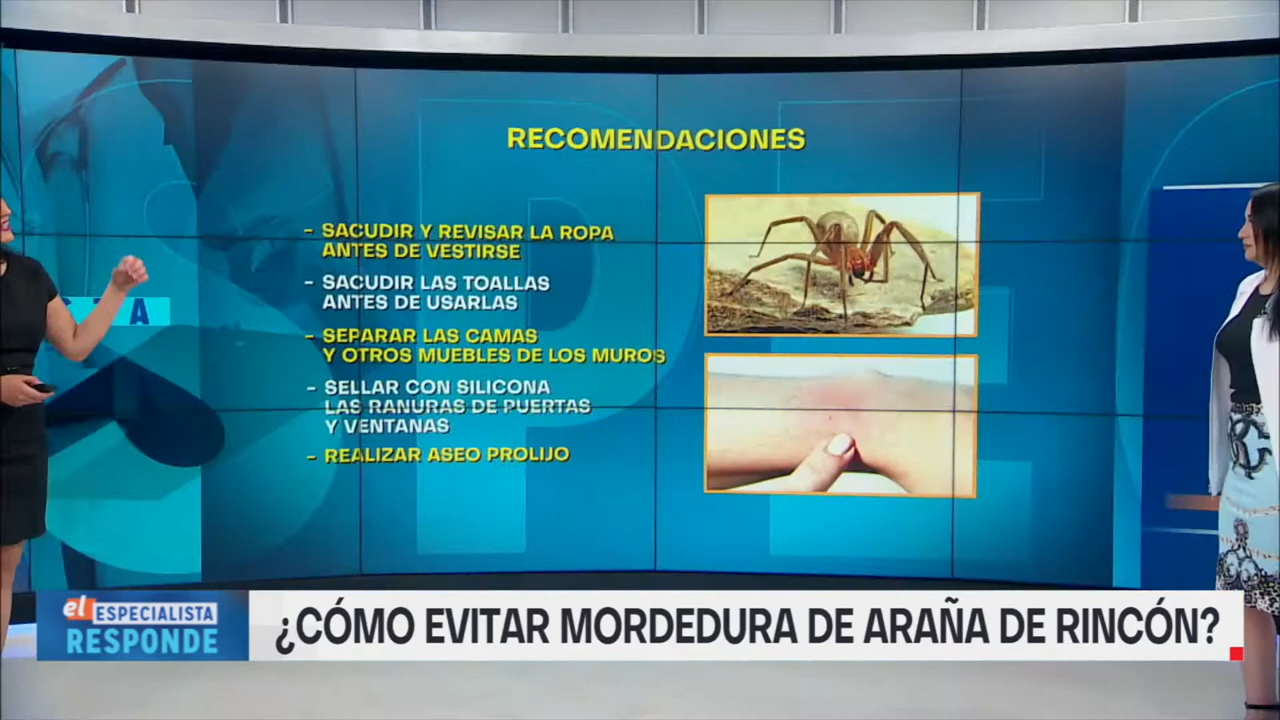 RECOMENDACIONES
- SACUDIR Y REVISAR LA ROPA
ANTES DE VESTIRSE
- SACUDIR LAS TOALLAS
ANTES DE USARLAS
- SEPARAR LAS CAMAS
Y OTROS MUEBLES DE LOS MUROS
- SELLAR CON SILICONA
LAS RANURAS DE PUERTAS
Y VENTANAS
- REALIZAR ASEO PROLIJO
el ESPECIALISTA
RESPONDE
¿CÓMO EVITAR MORDEDURA DE ARAÑA DE RINCÓN?